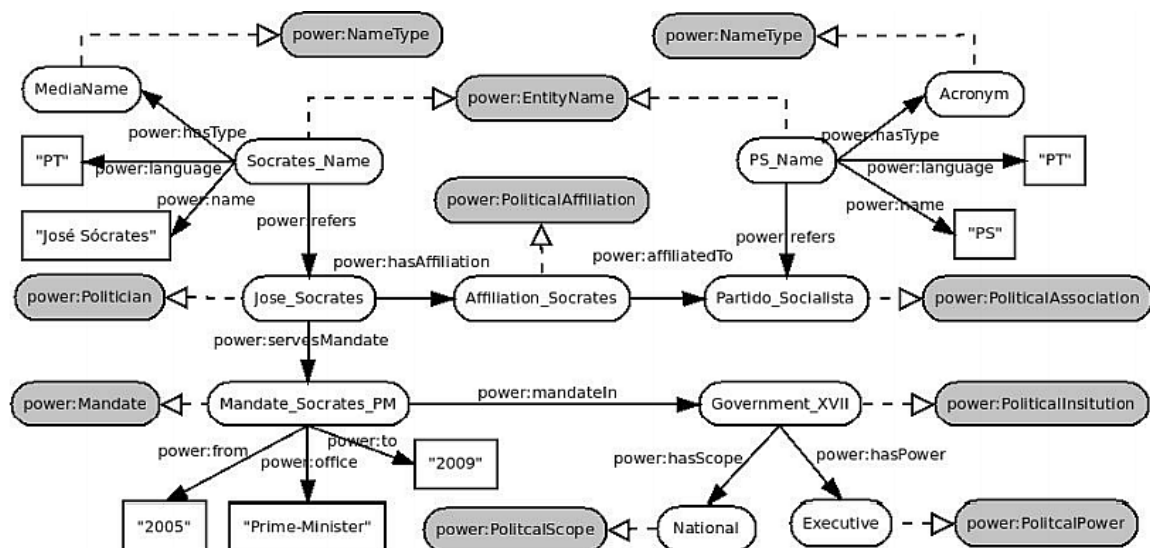 power:NameType
power:NameType
MediaName
power:EntityName
Acronym
power:hasType
power:hasType
"PT"
power:language
Socrates_Name
PS_Name
power:language
"PT"
power:name
power:name
"José Sócrates"
power:refers
power:PoliticalAffiliation
power:refers
"PS"
power:hasAffiliation
power:affiliatedTo
power:Politician
Jose_Socrates
Affiliation_Socrates
Partido_Socialista
power:PoliticalAssociation
power:servesMandate
power:Mandate
Mandate_Socrates_PM
power:mandateIn
Government_XVII
power:PoliticalInsitution
power:from
power:office
power:to
"2009"
power:hasScope
power:hasPower
"2005"
"Prime-Minister"
power:PolitcalScope
National
Executive
power:PolitcalPower